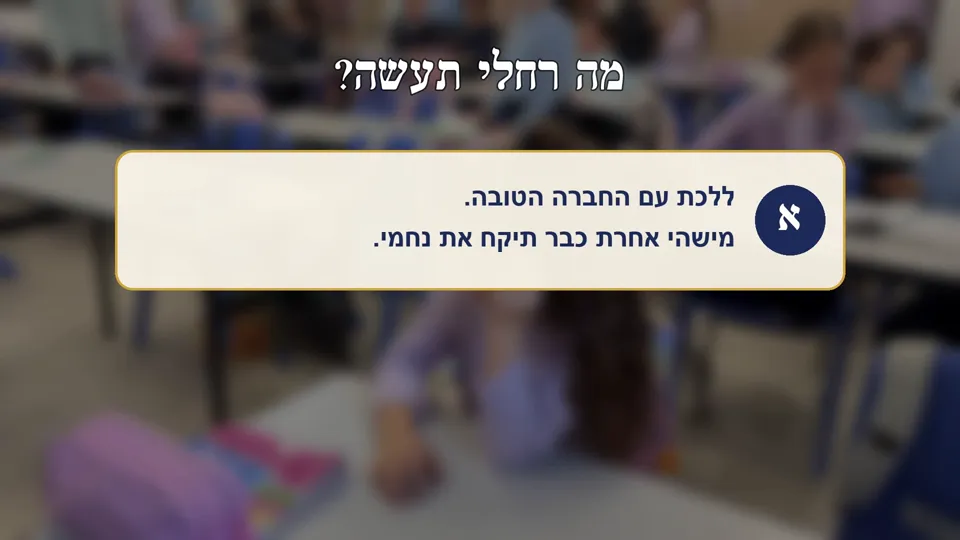 מה רחלי תעשה?
א
ללכת עם החברה הטובה.
מישהי אחרת כבר תיקח את נחמי.